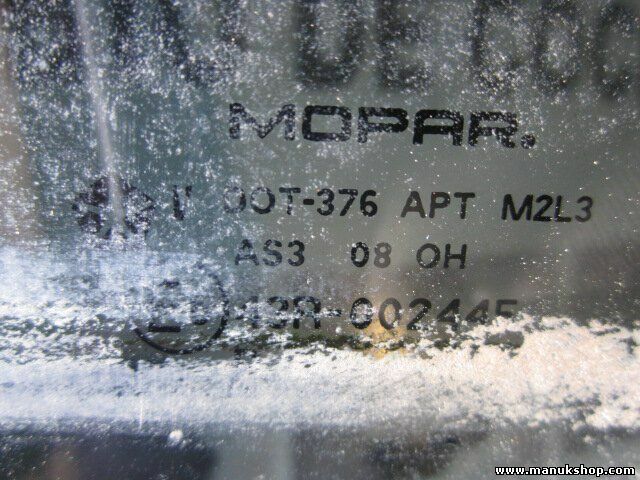 MOPAR.
DOT-376 APT M2L3
AS3 08 OH
43R-002445
www.manukshop.com